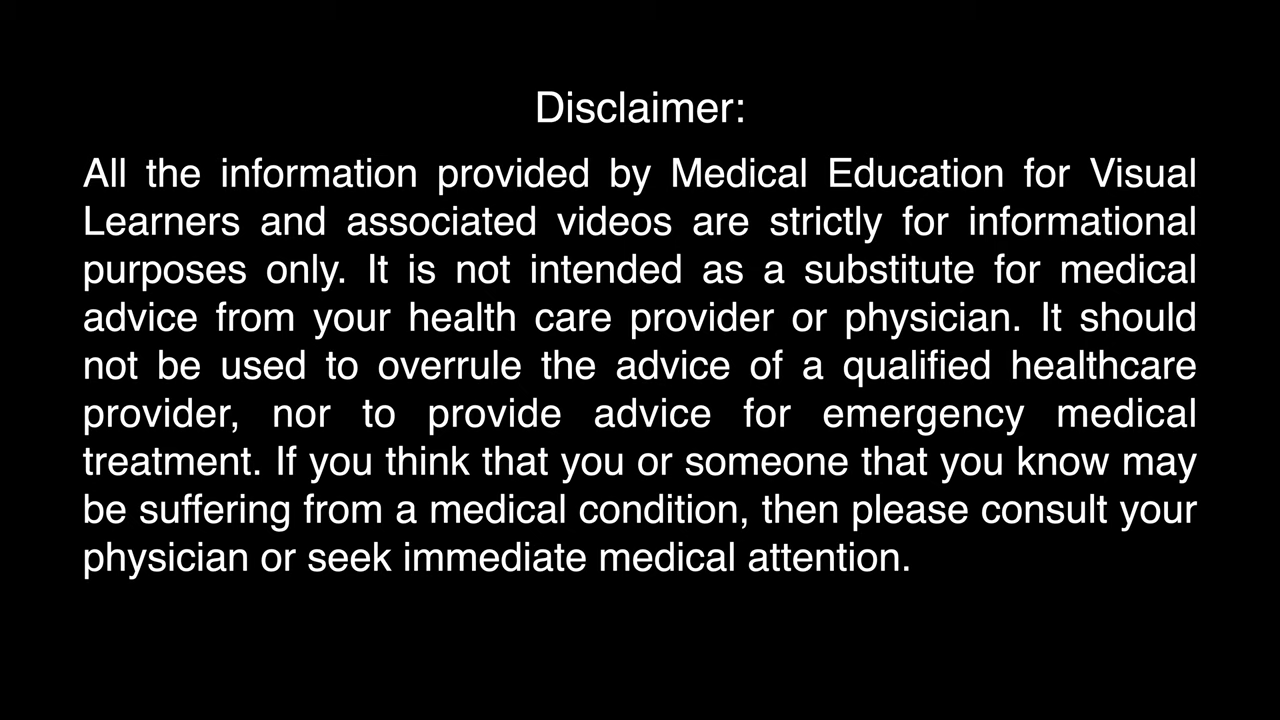 Disclaimer:
All the information provided by Medical Education for Visual
Learners and associated videos are strictly for informational
purposes only. It is not intended as a substitute for medical
advice from your health care provider or physician. It should
not be used to overrule the advice of a qualified healthcare
provider, nor to provide advice for emergency medical
treatment. If you think that you or someone that you know may
be suffering from a medical condition, then please consult your
physician or seek immediate medical attention.